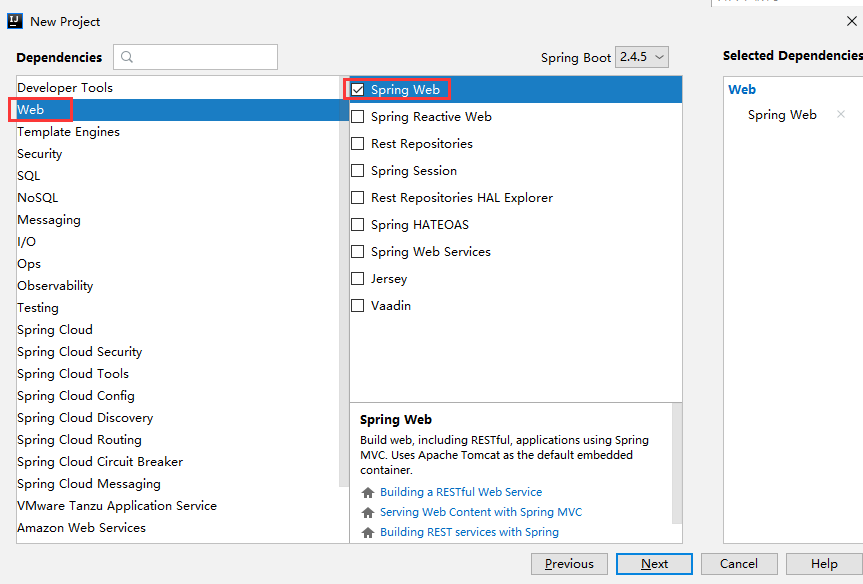 New Project
Dependencies
Spring Boot 2.4.5
Selected Dependencies
Developer Tools
Web
Template Engines
Security
SQL
NoSQL
Messaging
I/O
Ops
Observability
Testing
Spring Cloud
Spring Cloud Security
Spring Cloud Tools
Spring Cloud Config
Spring Cloud Discovery
Spring Cloud Routing
Spring Cloud Circuit Breaker
Spring Cloud Messaging
VMware Tanzu Application Service
Amazon Web Services
Spring Web
Spring Reactive Web
Rest Repositories
Spring Session
Rest Repositories HAL Explorer
Spring HATEOAS
Spring Web Services
Jersey
Vaadin
Spring Web
Build web, including RESTful, applications using Spring
MVC. Uses Apache Tomcat as the default embedded
container.
Building a RESTful Web Service
Serving Web Content with Spring MVC
Building REST services with Spring
Web
Spring Web
Previous
Next
Cancel
Help